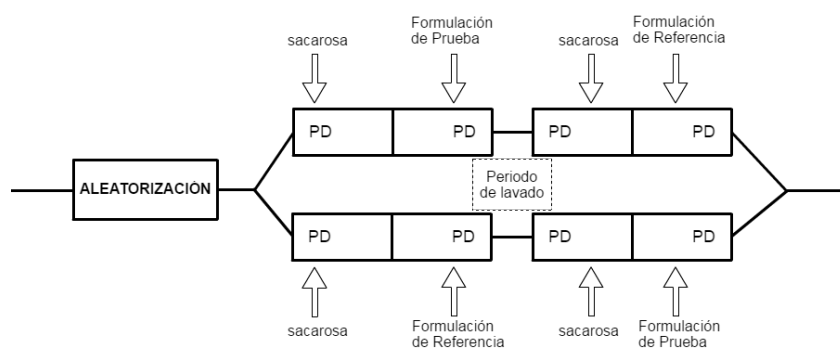 sacarosa
Formulación
de Prueba
sacarosa
Formulación
de Referencia
PD
PD
PD
PD
ALEATORIZACIÓN
Periodo
de lavado
PD
PD
PD
PD
sacarosa
Formulación
de Referencia
sacarosa
Formulación
de Prueba